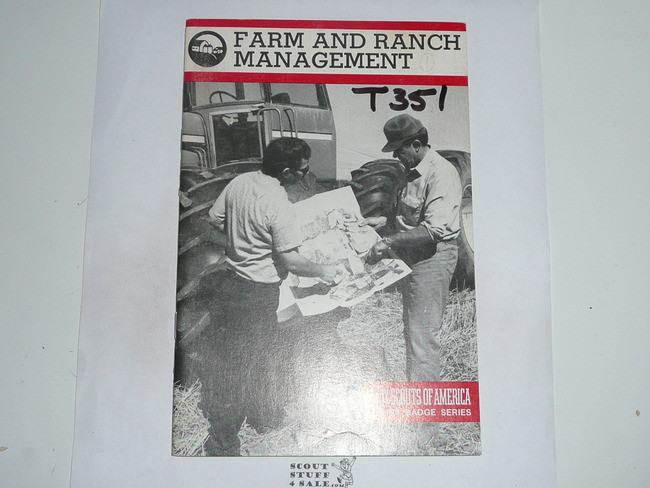 FARM AND RANCH
MANAGEMENT
T351
SCOUTS OF AMERICA
BADGE SERIES
SCOUT
STUFF
4 SALE.COM